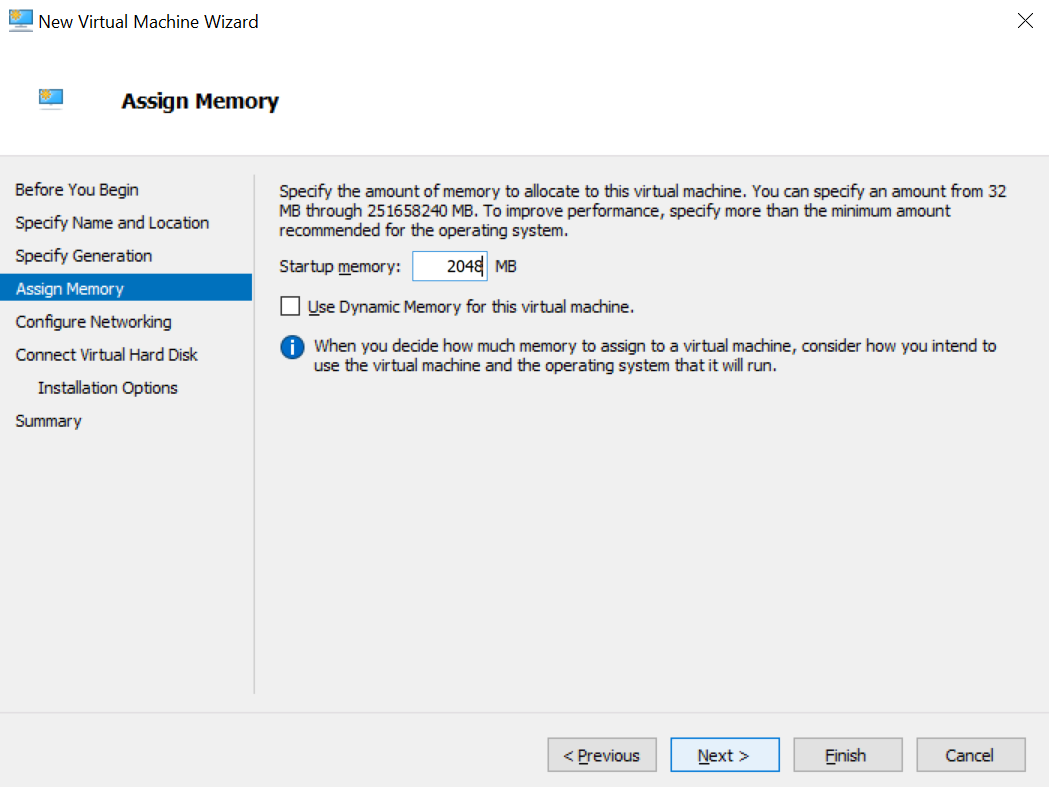 New Virtual Machine Wizard
Assign Memory
Before You Begin
Specify Name and Location
Specify Generation
Assign Memory
Configure Networking
Connect Virtual Hard Disk
Installation Options
Summary
Specify the amount of memory to allocate to this virtual machine. You can specify an amount from 32
MB through 251658240 MB. To improve performance, specify more than the minimum amount
recommended for the operating system.
Startup memory: 2048 MB
Use Dynamic Memory for this virtual machine.
When you decide how much memory to assign to a virtual machine, consider how you intend to
use the virtual machine and the operating system that it will run.
< Previous Next > Finish Cancel